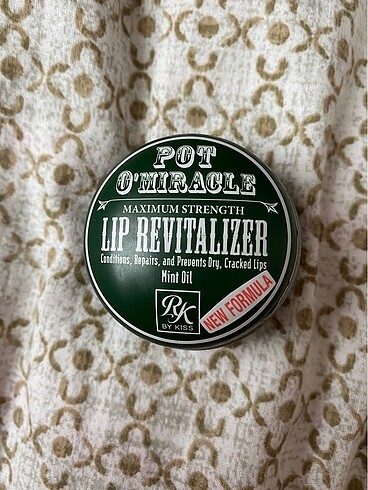 POT
O'MIRACLE
MAXIMUM STRENGTH
LIP REVITALIZER
Conditions, Repairs, and Prevents Dry, Cracked Lips
Mint Oil
RK
BY KISS
NEW FORMULA